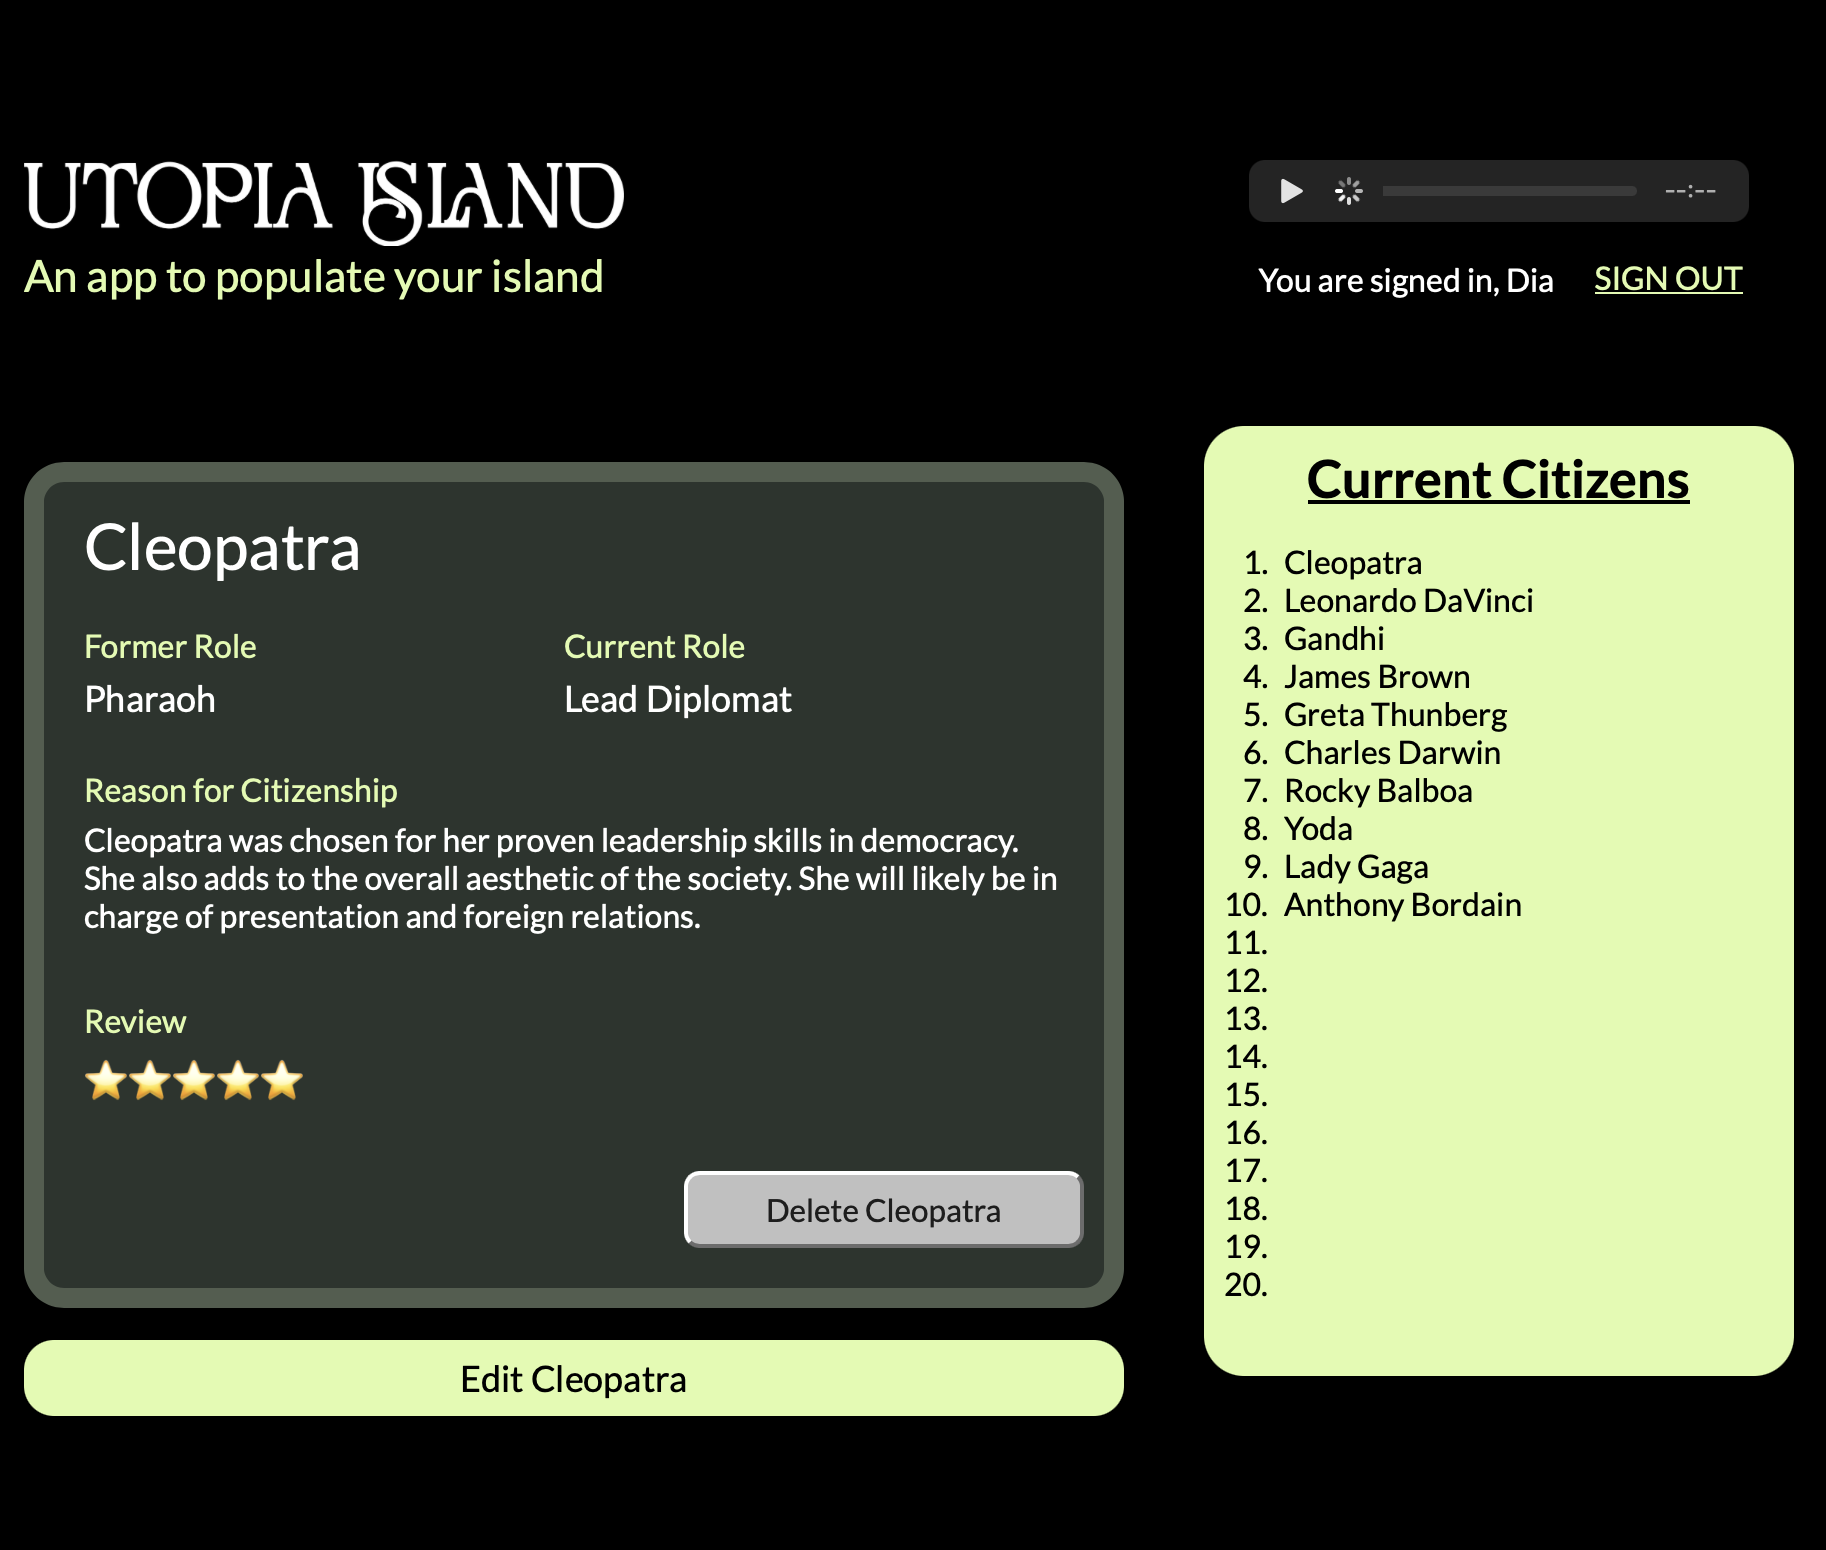 UTOPIA ISLAND
An app to populate your island
--:--
You are signed in, Dia SIGN OUT
Cleopatra
Former Role Current Role
Pharaoh Lead Diplomat
Reason for Citizenship
Cleopatra was chosen for her proven leadership skills in democracy.
She also adds to the overall aesthetic of the society. She will likely be in
charge of presentation and foreign relations.
Review
Delete Cleopatra
Edit Cleopatra
Current Citizens
1. Cleopatra
2. Leonardo DaVinci
3. Gandhi
4. James Brown
5. Greta Thunberg
6. Charles Darwin
7. Rocky Balboa
8. Yoda
9. Lady Gaga
10. Anthony Bordain
11.
12.
13.
14.
15.
16.
17.
18.
19.
20.